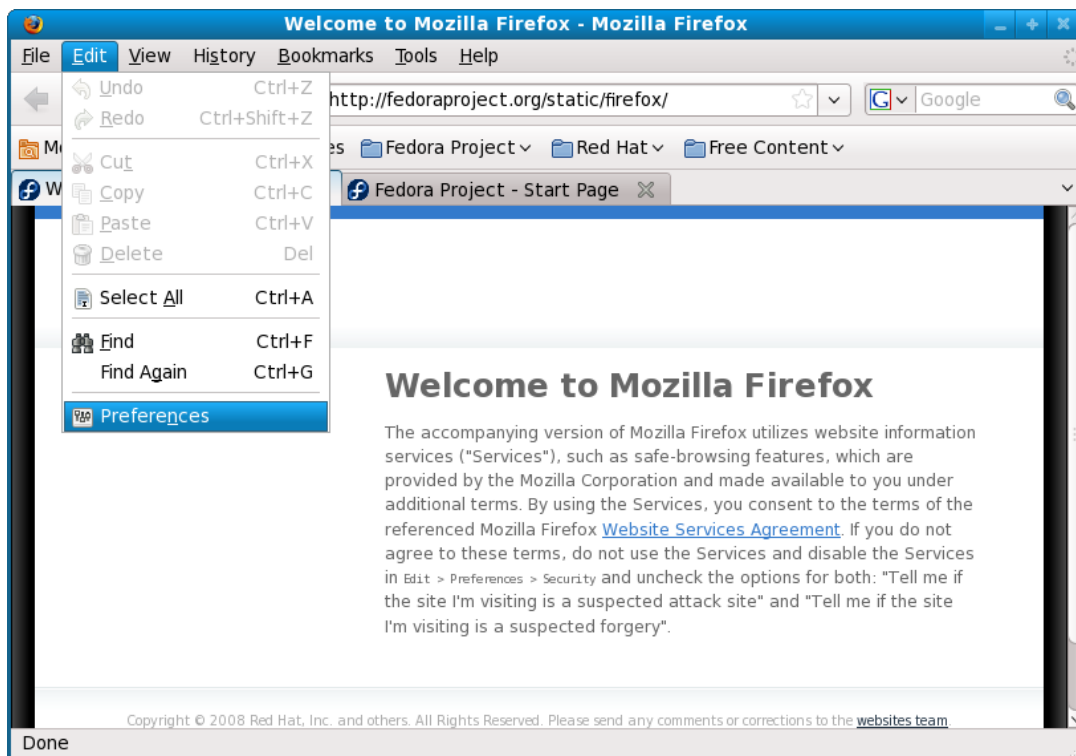 Welcome to Mozilla Firefox - Mozilla Firefox
File Edit View History Bookmarks Tools Help
http://fedoraproject.org/static/firefox/ G Google
Fedora Project Red Hat Free Content
W Fedora Project - Start Page
Undo Ctrl+Z
Redo Ctrl+Shift+Z
Cut Ctrl+X
Copy Ctrl+C
Paste Ctrl+V
Delete Del
Select All Ctrl+A
Find Ctrl+F
Find Again Ctrl+G
Preferences
Welcome to Mozilla Firefox
The accompanying version of Mozilla Firefox utilizes website information
services ("Services"), such as safe-browsing features, which are
provided by the Mozilla Corporation and made available to you under
additional terms. By using the Services, you consent to the terms of the
referenced Mozilla Firefox Website Services Agreement. If you do not
agree to these terms, do not use the Services and disable the Services
in Edit > Preferences > Security and uncheck the options for both: "Tell me if
the site I'm visiting is a suspected attack site" and "Tell me if the site
I'm visiting is a suspected forgery".
Copyright © 2008 Red Hat, Inc. and others. All Rights Reserved. Please send any comments or corrections to the websites team.
Done